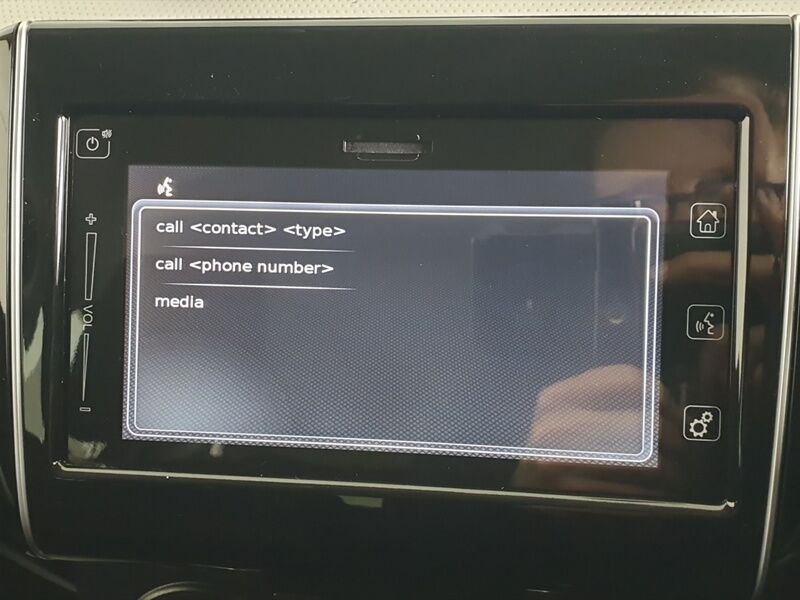 call <contact> <type>
call <phone number>
media
+
VOL
-